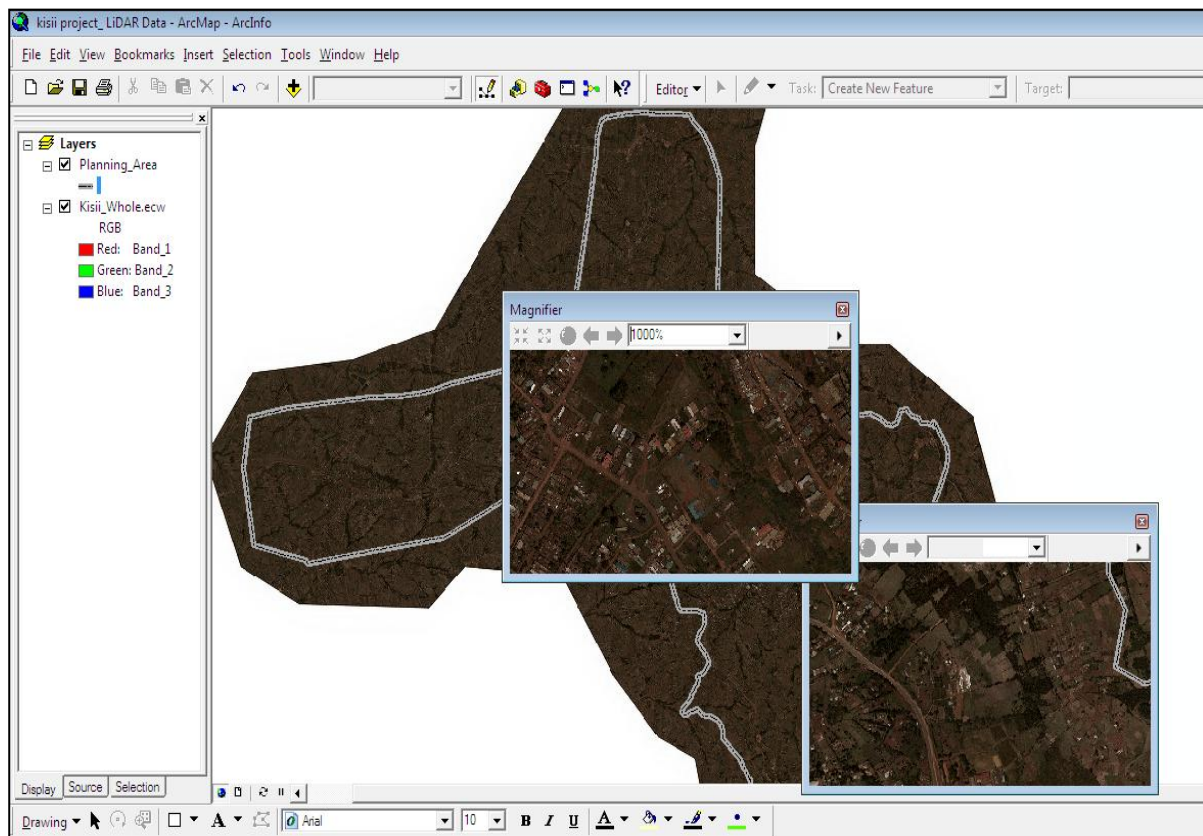 kisii project_ LiDAR Data - ArcMap - ArcInfo
File Edit View Bookmarks Insert Selection Tools Window Help
Editor Task: Create New Feature Target:
Layers
Planning_Area
Kisii_Whole.ecw
RGB
Red: Band_1
Green: Band_2
Blue: Band_3
Magnifier
1000%
Display Source Selection
Drawing A Arial 10 B I U A